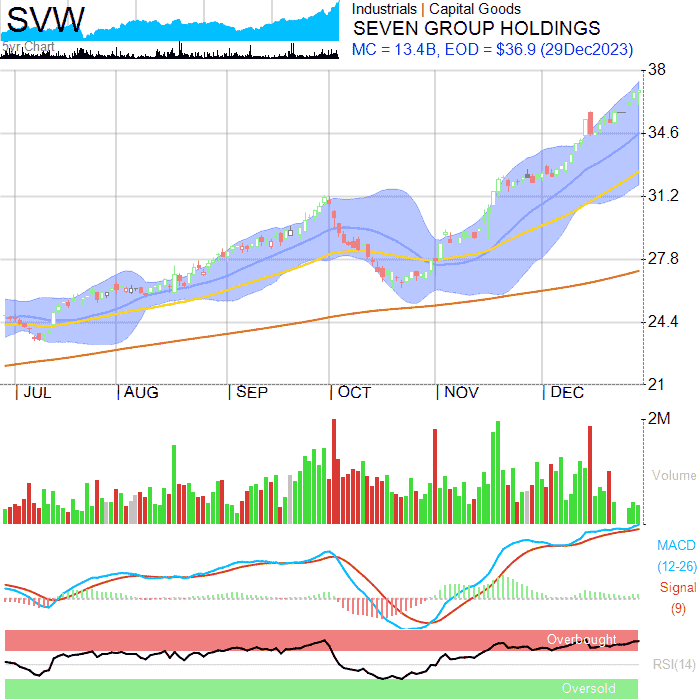 SVW
5yr Chart
Industrials | Capital Goods
SEVEN GROUP HOLDINGS
MC = 13.4B, EOD = $36.9 (29Dec2023)
38
34.6
31.2
27.8
24.4
21
JUL AUG SEP OCT NOV DEC
2M
Volume
MACD
(12-26)
Signal
(9)
Overbought
RSI(14)
Oversold